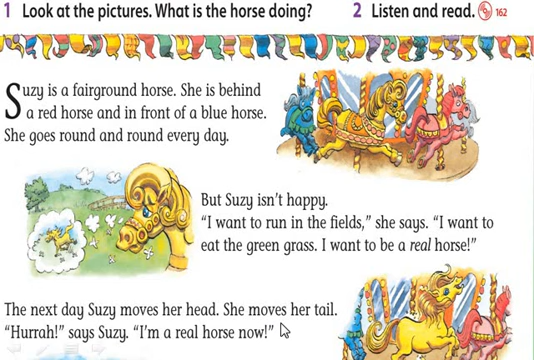 1 Look at the pictures. What is the horse doing?
2 Listen and read. 162
Suzy is a fairground horse. She is behind
a red horse and in front of a blue horse.
She goes round and round every day.
But Suzy isn't happy.
"I want to run in the fields," she says. "I want to
eat the green grass. I want to be a real horse!"
The next day Suzy moves her head. She moves her tail.
"Hurrah!" says Suzy. "I'm a real horse now!"